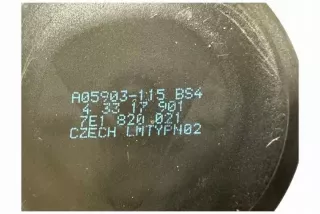 A05903-115 BS4
4 33 17 901
7E1 820 021
CZECH LMTYPN02